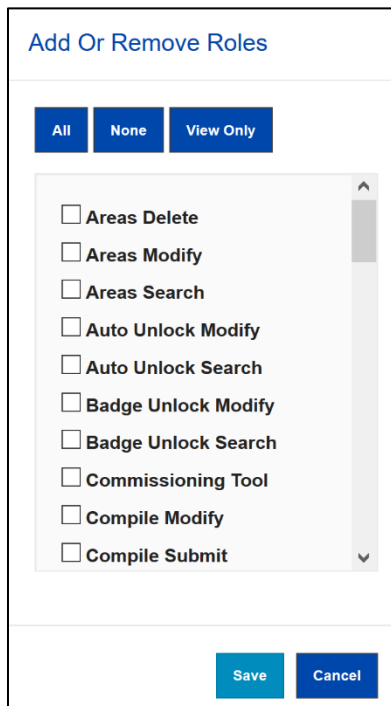 Add Or Remove Roles
All None View Only
Areas Delete
Areas Modify
Areas Search
Auto Unlock Modify
Auto Unlock Search
Badge Unlock Modify
Badge Unlock Search
Commissioning Tool
Compile Modify
Compile Submit
Save Cancel